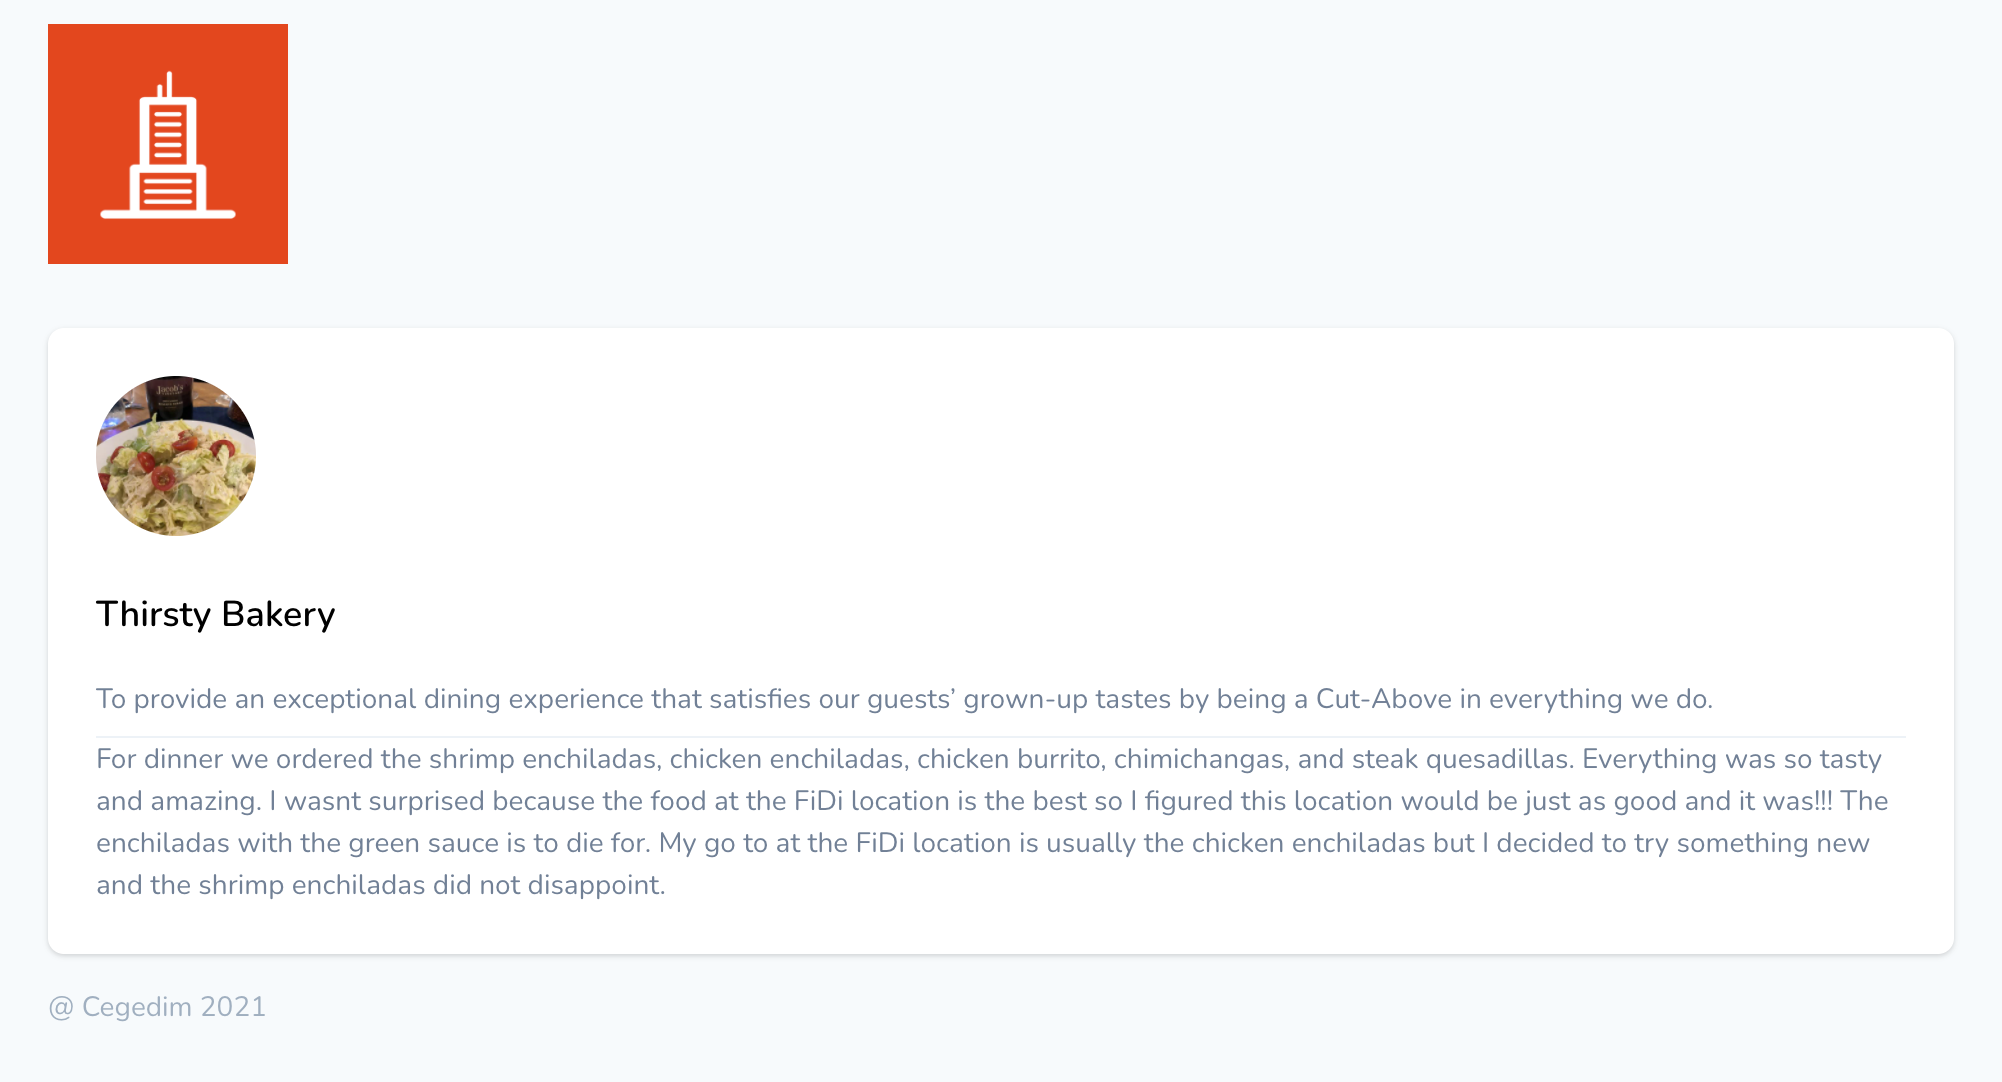 Jacob's
Thirsty Bakery
To provide an exceptional dining experience that satisfies our guests’ grown-up tastes by being a Cut-Above in everything we do.
For dinner we ordered the shrimp enchiladas, chicken enchiladas, chicken burrito, chimichangas, and steak quesadillas. Everything was so tasty
and amazing. I wasnt surprised because the food at the FiDi location is the best so I figured this location would be just as good and it was!!! The
enchiladas with the green sauce is to die for. My go to at the FiDi location is usually the chicken enchiladas but I decided to try something new
and the shrimp enchiladas did not disappoint.
@ Cegedim 2021